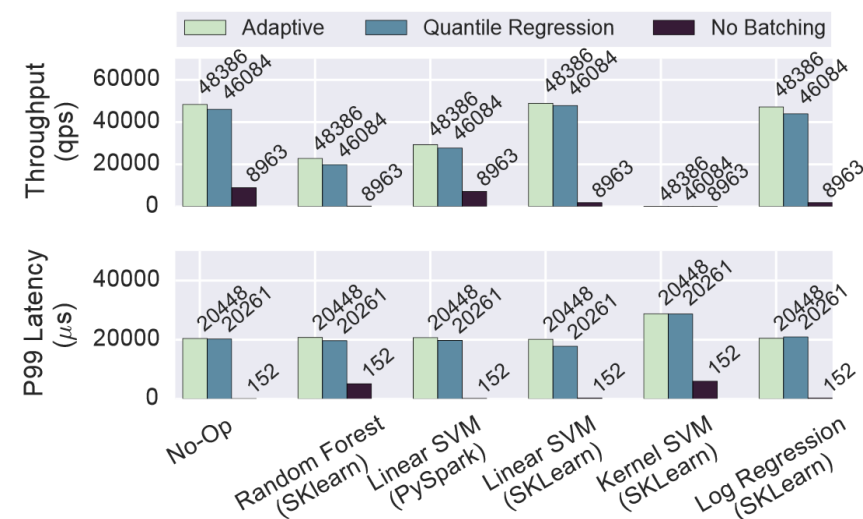 Adaptive Quantile Regression No Batching
Throughput
(qps)
60000
40000
20000
0
48386 46084 8963
48386 46084 8963
48386 46084 8963
48386 46084 8963
48386 46084 8963
48386 46084 8963
P99 Latency
(μs)
40000
20000
0
20448 20261 152
20448 20261 152
20448 20261 152
20448 20261 152
20448 20261 152
20448 20261 152
No-Op
Random Forest
(SKlearn)
Linear SVM
(PySpark)
Linear SVM
(SKLearn)
Kernel SVM
(SKLearn)
Log Regression
(SKLearn)